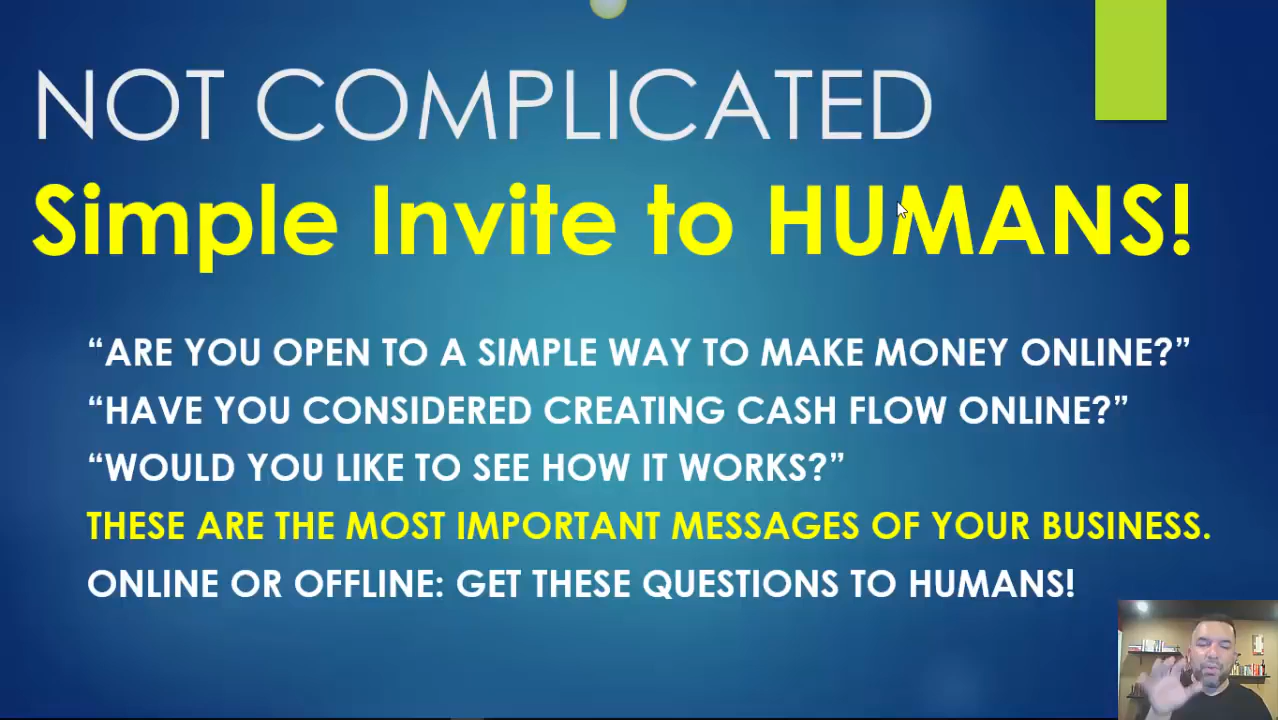 NOT COMPLICATED
Simple Invite to HUMANS!
“ARE YOU OPEN TO A SIMPLE WAY TO MAKE MONEY ONLINE?”
“HAVE YOU CONSIDERED CREATING CASH FLOW ONLINE?”
“WOULD YOU LIKE TO SEE HOW IT WORKS?”
THESE ARE THE MOST IMPORTANT MESSAGES OF YOUR BUSINESS.
ONLINE OR OFFLINE: GET THESE QUESTIONS TO HUMANS!